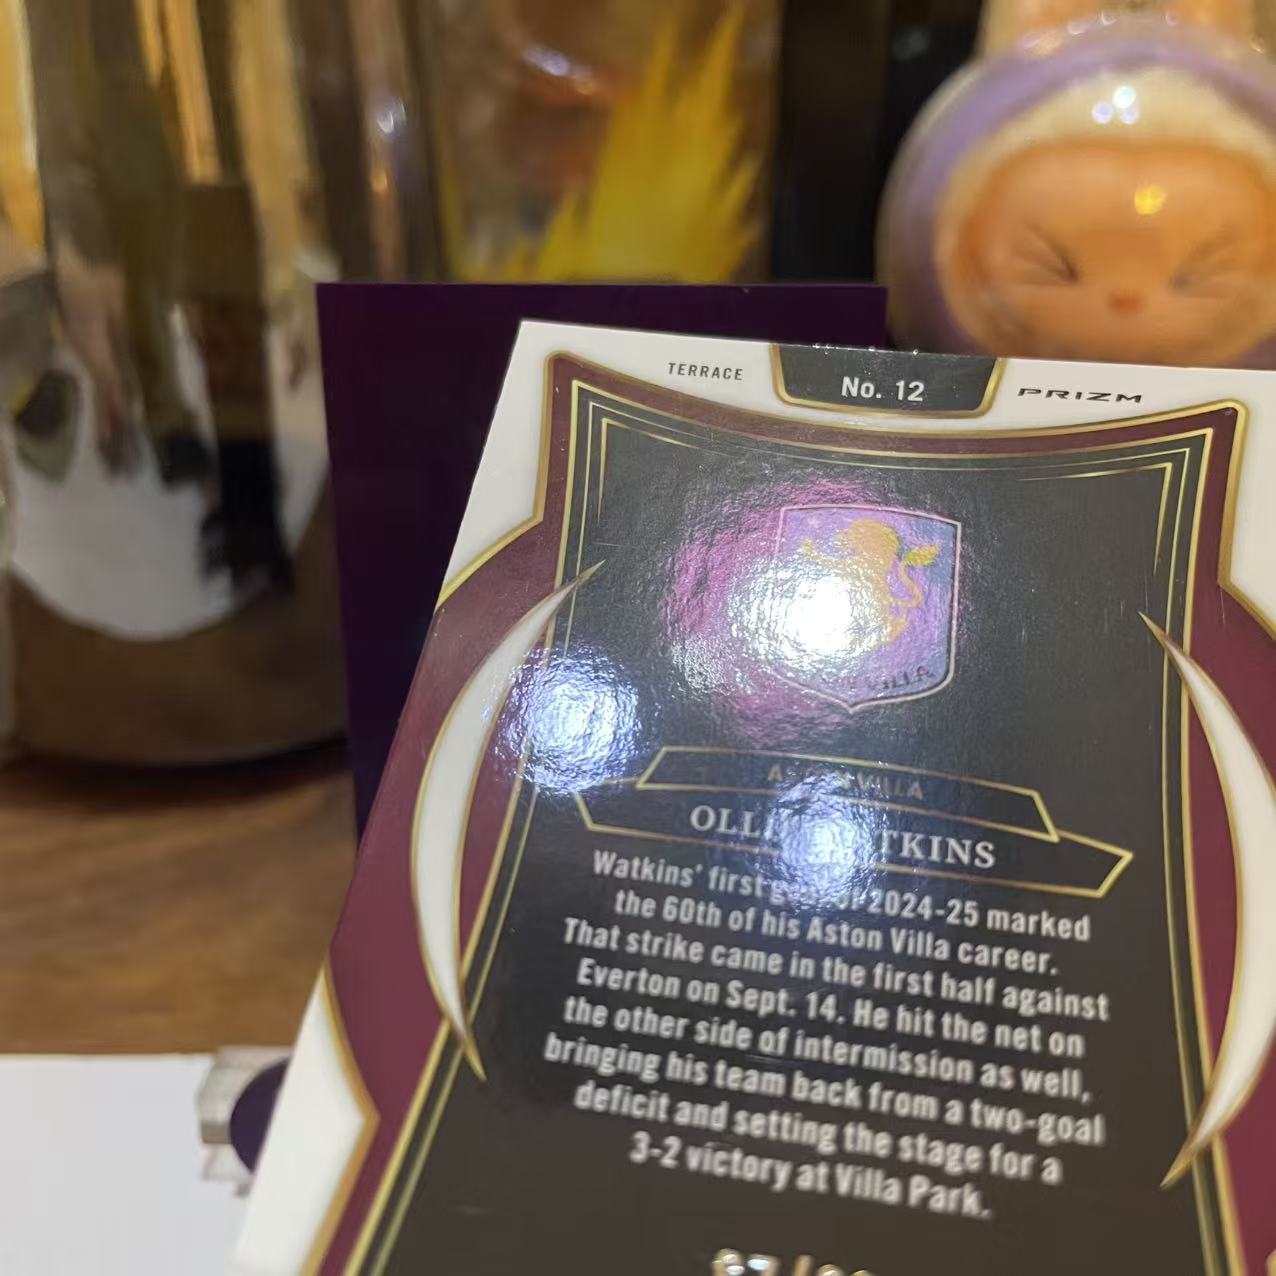 TERRACE
No. 12
PRIZM
VILLA
VILLA
Watkins' first 2024-25 marked
the 60th of his Aston Villa career.
That strike came in the first half against
Everton on Sept. 14. He hit the net on
the other side of intermission as well,
bringing his team back from a two-goal
deficit and setting the stage for a
3-2 victory at Villa Park.